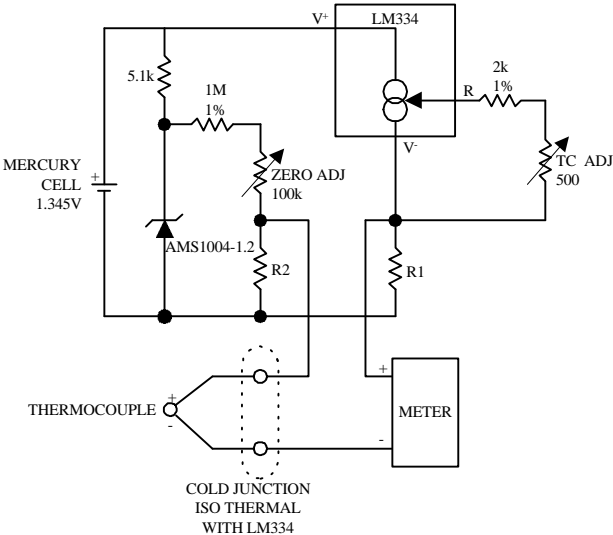 V+
LM334
5.1k
1M
1%
R
2k
1%
V-
MERCURY
CELL
1.345V
+
ZERO ADJ
100k
TC ADJ
500
AMS1004-1.2
R2
R1
+
THERMOCOUPLE
+
-
METER
-
COLD JUNCTION
ISO THERMAL
WITH LM334